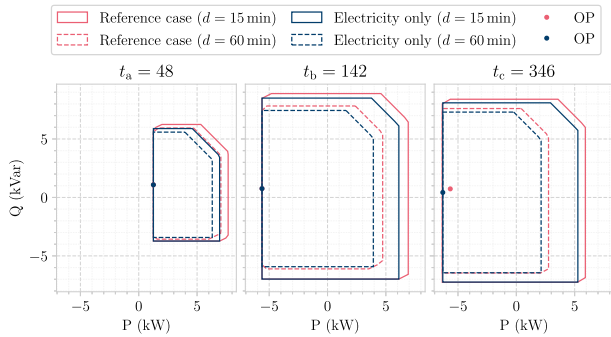 Reference case (d = 15 min) Electricity only (d = 15 min) OP
Reference case (d = 60 min) Electricity only (d = 60 min) OP
tₐ = 48 t_b = 142 t_c = 346
Q (kVar)
5
0
−5
−5 0 5 −5 0 5 −5 0 5
P (kW) P (kW) P (kW)